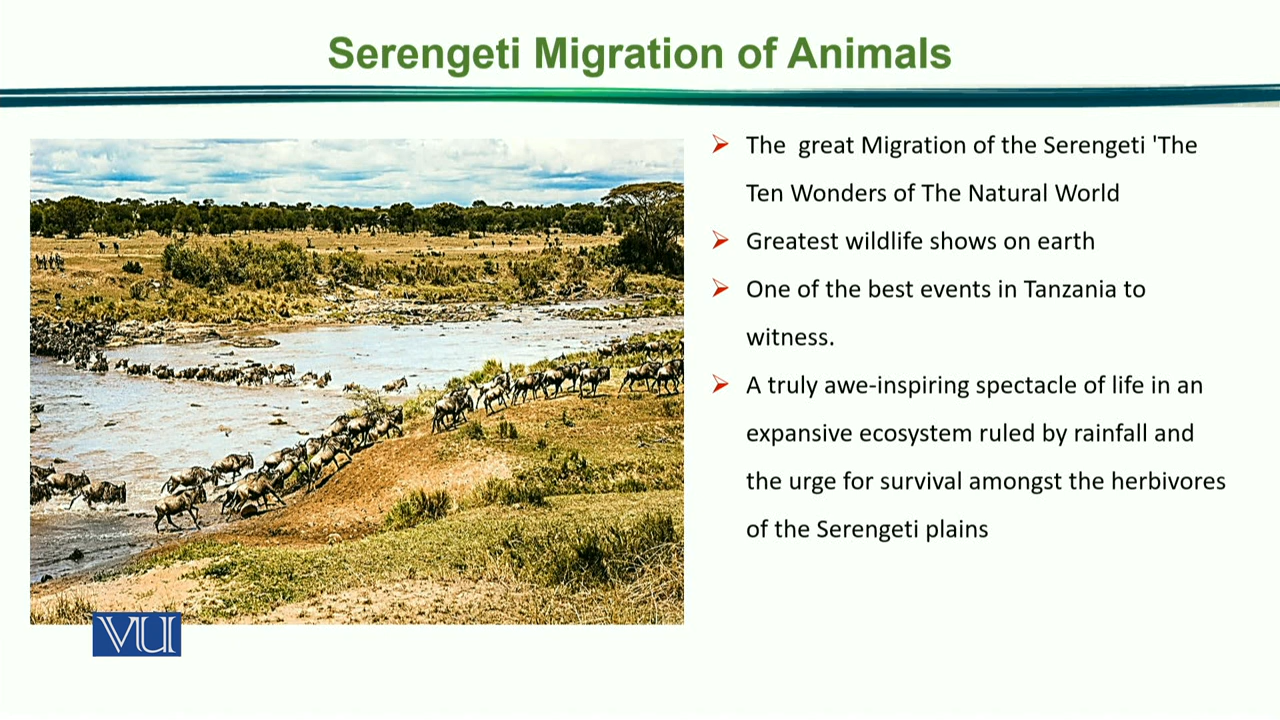 Serengeti Migration of Animals
The great Migration of the Serengeti 'The
Ten Wonders of The Natural World
Greatest wildlife shows on earth
One of the best events in Tanzania to
witness.
A truly awe-inspiring spectacle of life in an
expansive ecosystem ruled by rainfall and
the urge for survival amongst the herbivores
of the Serengeti plains
VU